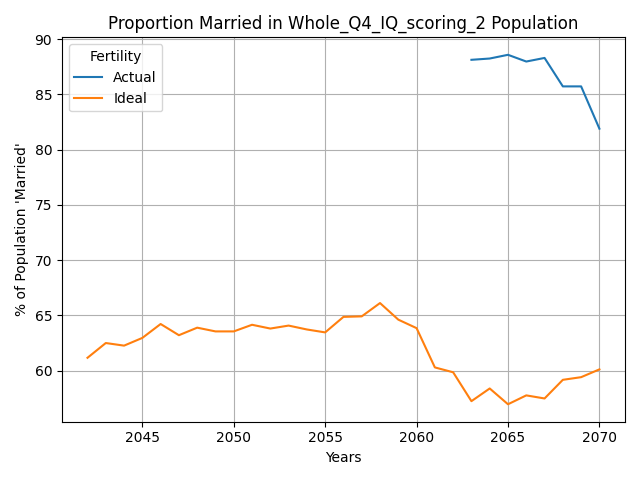 Proportion Married in Whole_Q4_IQ_scoring_2 Population
90
85
80
75
70
65
60
% of Population 'Married'
Fertility
Actual
Ideal
2045 2050 2055 2060 2065 2070
Years